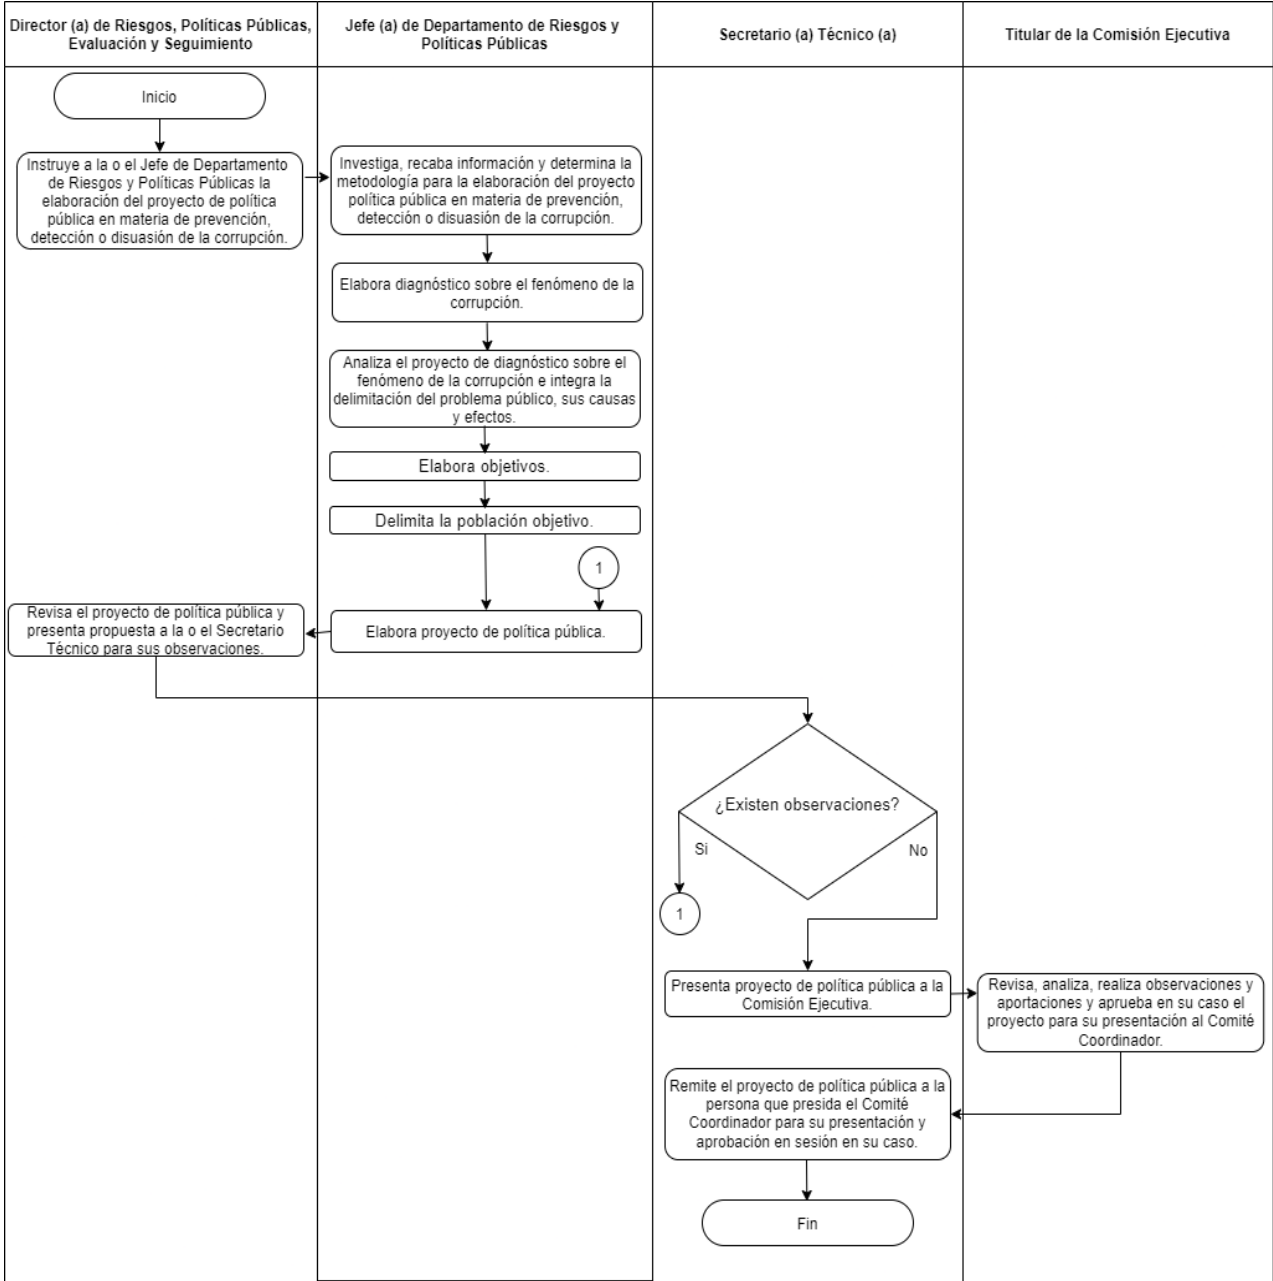 Director (a) de Riesgos, Políticas Públicas,
Evaluación y Seguimiento
Jefe (a) de Departamento de Riesgos y
Políticas Públicas
Secretario (a) Técnico (a)
Titular de la Comisión Ejecutiva
Inicio
Instruye a la o el Jefe de Departamento
de Riesgos y Políticas Públicas la
elaboración del proyecto de política
pública en materia de prevención,
detección o disuasión de la corrupción.
Investiga, recaba información y determina la
metodología para la elaboración del proyecto
política pública en materia de prevención,
detección o disuasión de la corrupción.
Elabora diagnóstico sobre el fenómeno de la
corrupción.
Analiza el proyecto de diagnóstico sobre el
fenómeno de la corrupción e integra la
delimitación del problema público, sus causas
y efectos.
Elabora objetivos.
Delimita la población objetivo.
1
Elabora proyecto de política pública.
Revisa el proyecto de política pública y
presenta propuesta a la o el Secretario
Técnico para sus observaciones.
¿Existen observaciones?
Si
No
1
Presenta proyecto de política pública a la
Comisión Ejecutiva.
Revisa, analiza, realiza observaciones y
aportaciones y aprueba en su caso el
proyecto para su presentación al Comité
Coordinador.
Remite el proyecto de política pública a la
persona que presida el Comité
Coordinador para su presentación y
aprobación en sesión en su caso.
Fin